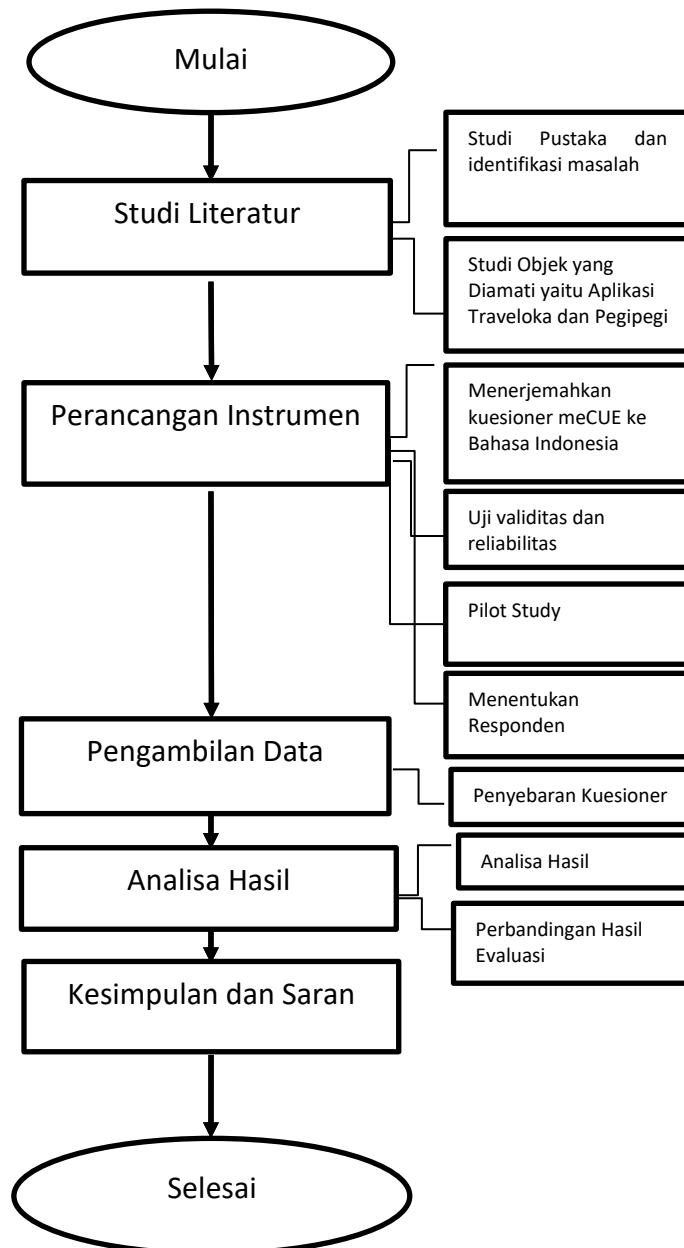 Mulai
Studi Literatur
Studi Pustaka dan
identifikasi masalah
Studi Objek yang
Diamati yaitu Aplikasi
Traveloka dan Pegipegi
Perancangan Instrumen
Menerjemahkan
kuesioner meCUE ke
Bahasa Indonesia
Uji validitas dan
reliabilitas
Pilot Study
Menentukan
Responden
Pengambilan Data
Penyebaran Kuesioner
Analisa Hasil
Analisa Hasil
Perbandingan Hasil
Evaluasi
Kesimpulan dan Saran
Selesai